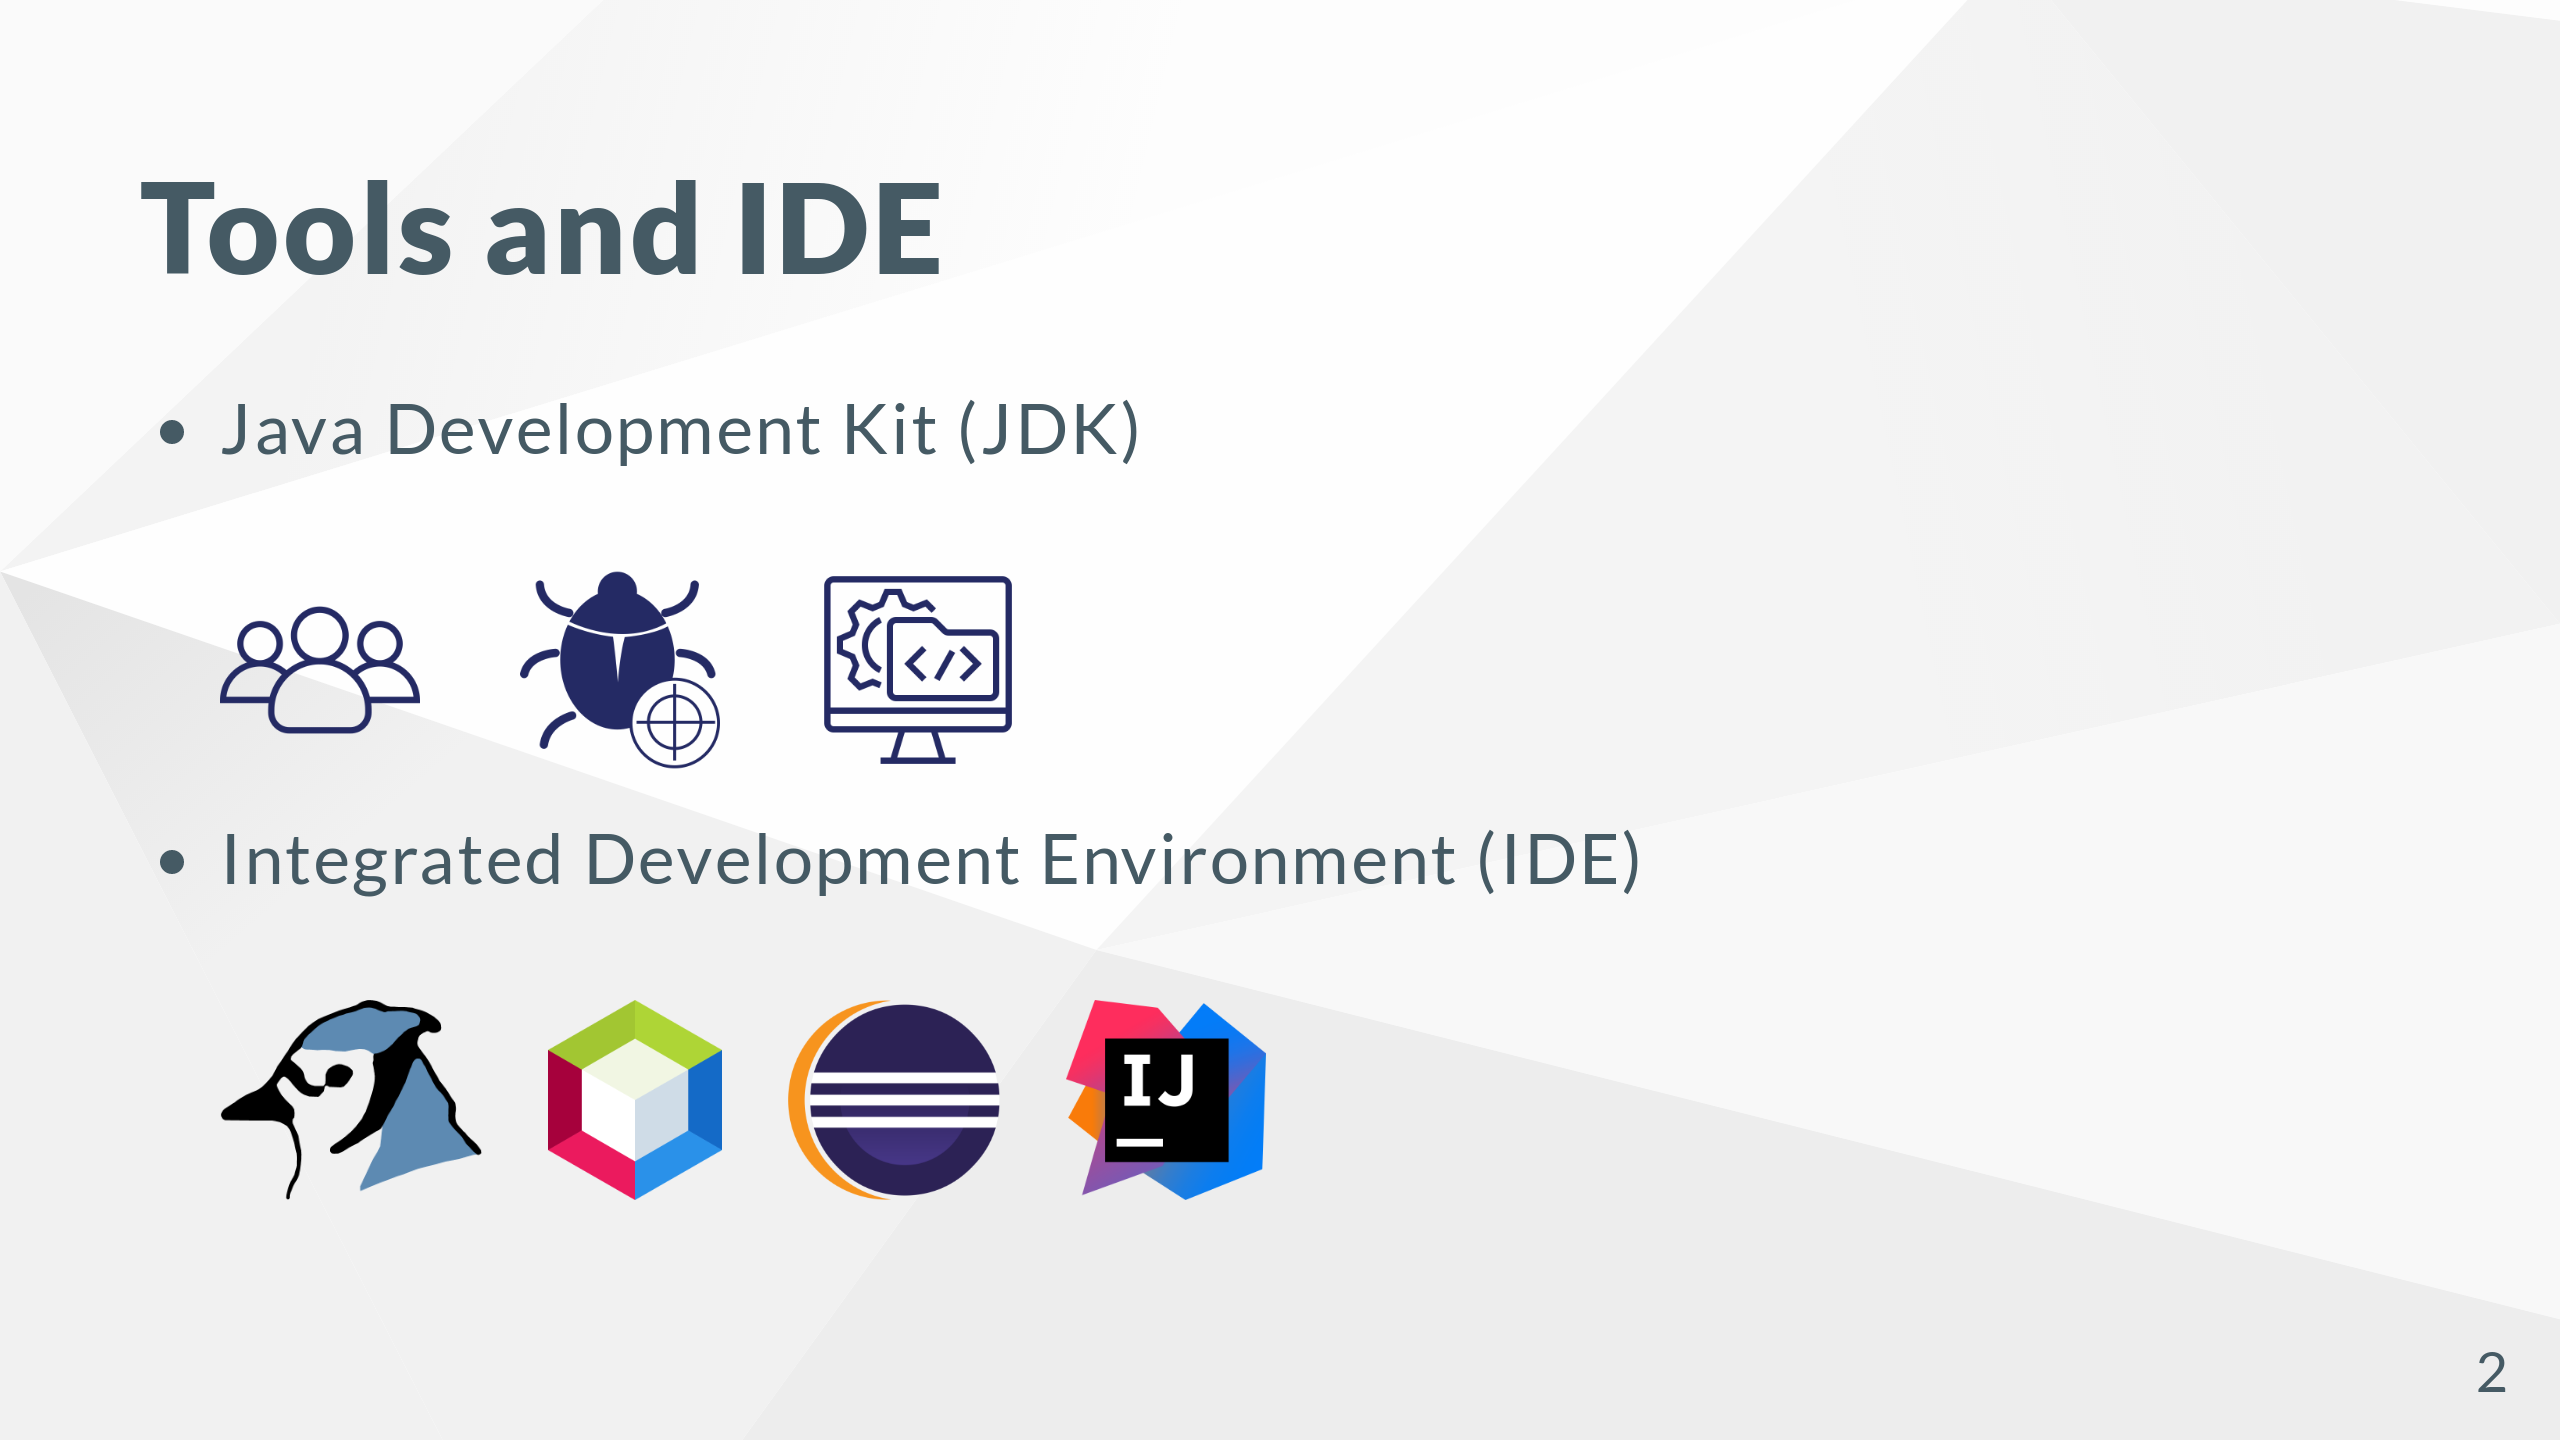 Tools and IDE
• Java Development Kit (JDK)
</>
• Integrated Development Environment (IDE)
IJ
2